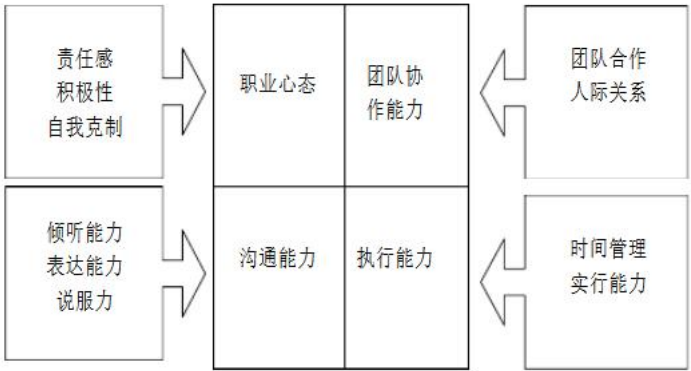 责任感
积极性
自我克制
职业心态
团队协
作能力
团队合作
人际关系
倾听能力
表达能力
说服力
沟通能力
执行能力
时间管理
实行能力